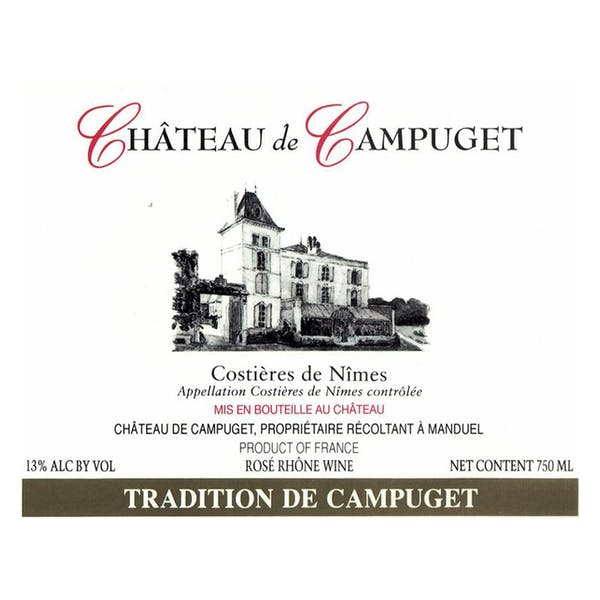 CHÂTEAU de CAMPUGET
Costières de Nîmes
Appellation Costières de Nîmes contrôlée
MIS EN BOUTEILLE AU CHÂTEAU
CHÂTEAU DE CAMPUGET, PROPRIÉTAIRE RÉCOLTANT À MANDUEL
PRODUCT OF FRANCE
13% ALC BY VOL ROSÉ RHÔNE WINE NET CONTENT 750 ML
TRADITION DE CAMPUGET